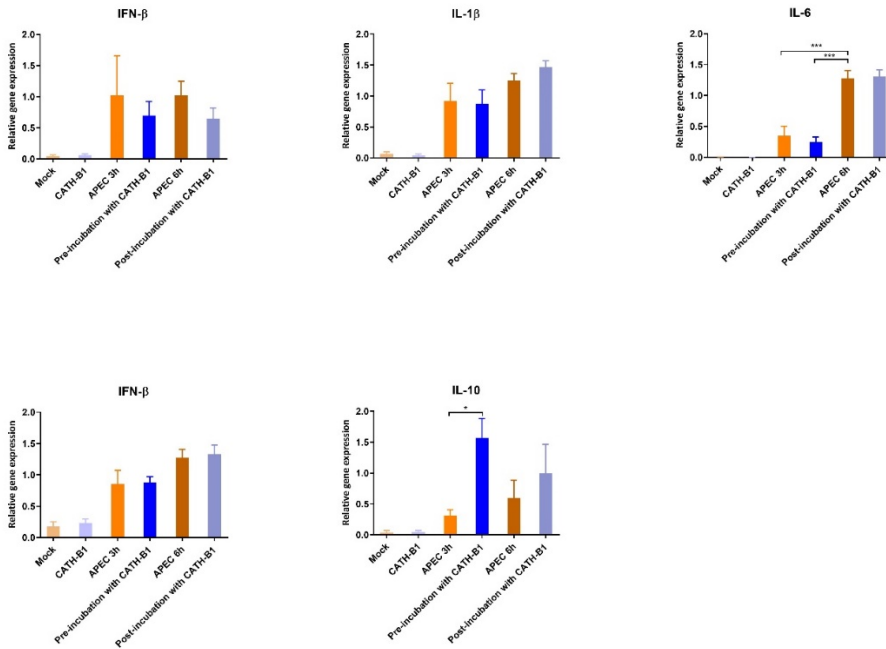 IFN-β
Relative gene expression
2.0
1.5
1.0
0.5
0.0
Mock
CATH-B1
APEC 3h
Pre-incubation with CATH-B1
APEC 6h
Post-incubation with CATH-B1
IL-1β
Relative gene expression
2.0
1.5
1.0
0.5
0.0
Mock
CATH-B1
APEC 3h
Pre-incubation with CATH-B1
APEC 6h
Post-incubation with CATH-B1
IL-6
Relative gene expression
2.0
1.5
1.0
0.5
0.0
***
***
Mock
CATH-B1
APEC 3h
Pre-incubation with CATH-B1
APEC 6h
Post-incubation with CATH-B1
IFN-β
Relative gene expression
2.0
1.5
1.0
0.5
0.0
Mock
CATH-B1
APEC 3h
Pre-incubation with CATH-B1
APEC 6h
Post-incubation with CATH-B1
IL-10
Relative gene expression
2.0
1.5
1.0
0.5
0.0
*
Mock
CATH-B1
APEC 3h
Pre-incubation with CATH-B1
APEC 6h
Post-incubation with CATH-B1